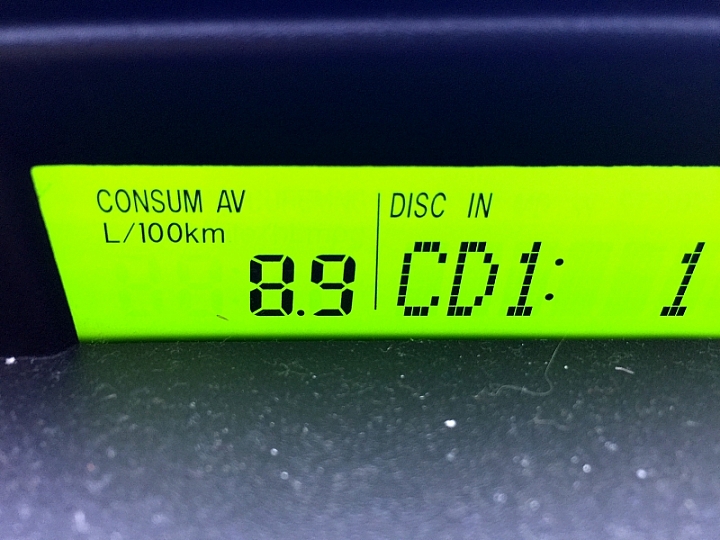 CONSUM AV
L/100km
8.9
DISC IN
CD1: 1